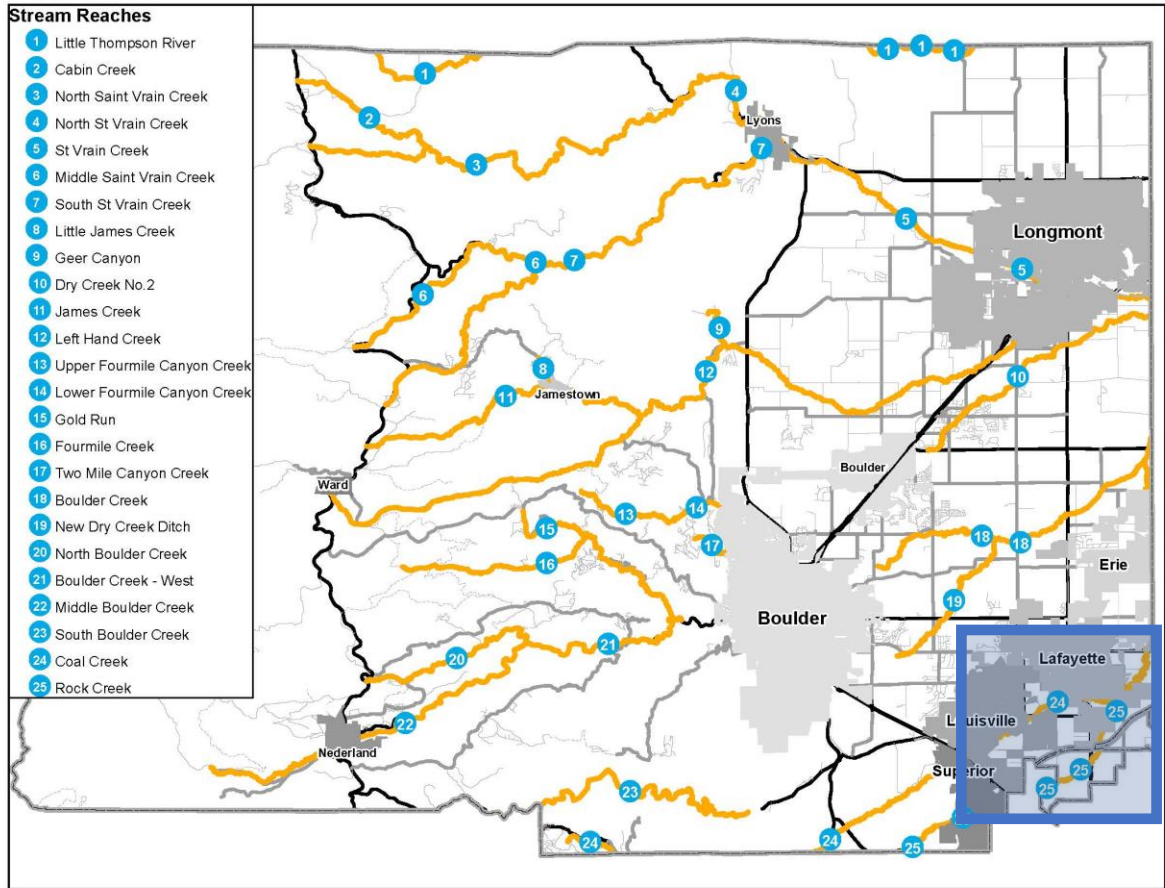 Stream Reaches
1 Little Thompson River
2 Cabin Creek
3 North Saint Vrain Creek
4 North St Vrain Creek
5 St Vrain Creek
6 Middle Saint Vrain Creek
7 South St Vrain Creek
8 Little James Creek
9 Geer Canyon
10 Dry Creek No.2
11 James Creek
12 Left Hand Creek
13 Upper Fourmile Canyon Creek
14 Lower Fourmile Canyon Creek
15 Gold Run
16 Fourmile Creek
17 Two Mile Canyon Creek
18 Boulder Creek
19 New Dry Creek Ditch
20 North Boulder Creek
21 Boulder Creek - West
22 Middle Boulder Creek
23 South Boulder Creek
24 Coal Creek
25 Rock Creek
1 1 1
1
4
2
Lyons
7
3
5
Longmont
5
6 7
6
9
8
12
10
Jamestown
11
Boulder
Ward
14
13
15
18 18
17
16
Erie
19
Boulder
21
20
Lafayette
24
25
22
Louisville
Nederland
25
Superior
25
23
24
24
25